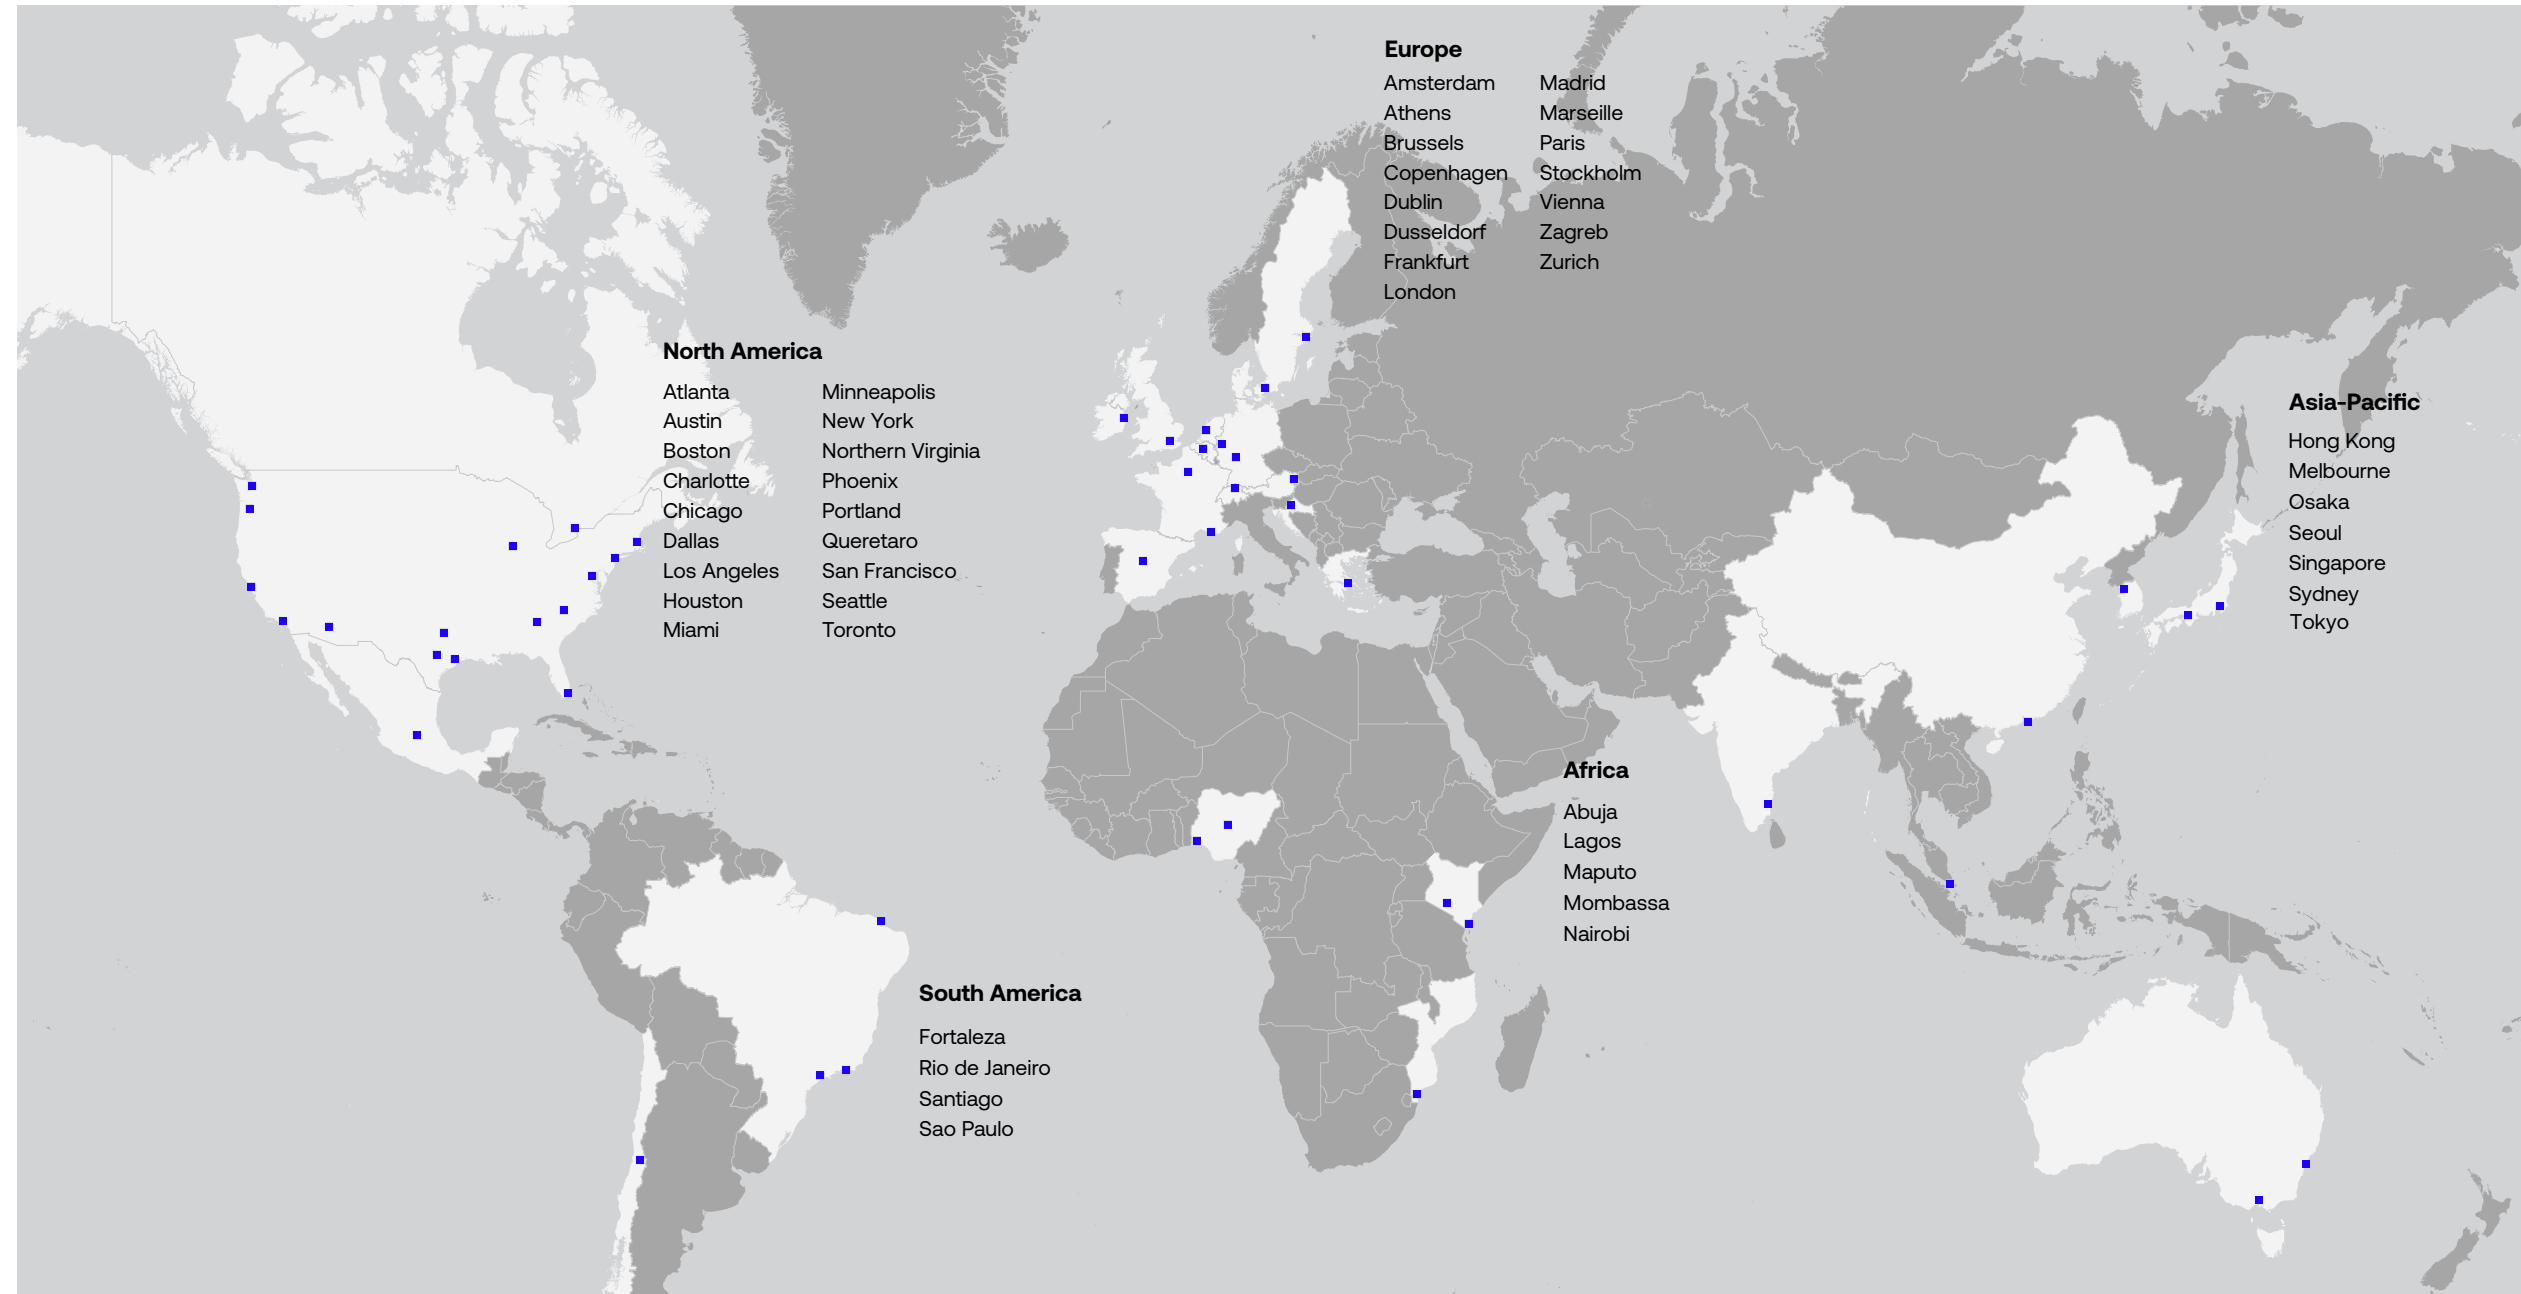 Europe
Amsterdam
Athens
Brussels
Copenhagen
Dublin
Dusseldorf
Frankfurt
London
Madrid
Marseille
Paris
Stockholm
Vienna
Zagreb
Zurich
North America
Atlanta
Austin
Boston
Charlotte
Chicago
Dallas
Los Angeles
Houston
Miami
Minneapolis
New York
Northern Virginia
Phoenix
Portland
Queretaro
San Francisco
Seattle
Toronto
Asia-Pacific
Hong Kong
Melbourne
Osaka
Seoul
Singapore
Sydney
Tokyo
Africa
Abuja
Lagos
Maputo
Mombassa
Nairobi
South America
Fortaleza
Rio de Janeiro
Santiago
Sao Paulo